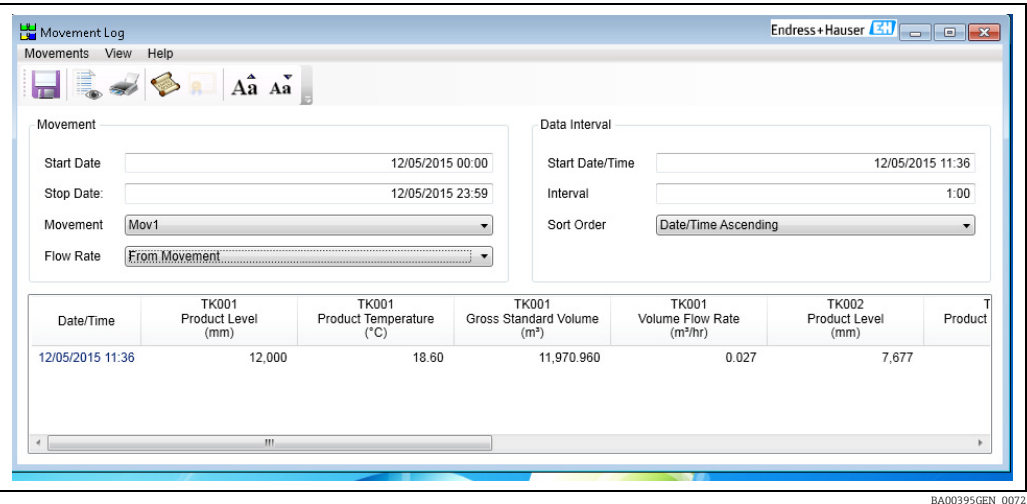 Movement Log
Endress+Hauser EH
Movements View Help
Aâ Aǎ
Movement
Start Date 12/05/2015 00:00
Stop Date: 12/05/2015 23:59
Movement Mov1
Flow Rate From Movement
Data Interval
Start Date/Time 12/05/2015 11:36
Interval 1:00
Sort Order Date/Time Ascending
TK001 TK001 TK001 TK001 TK002 T
Date/Time Product Level Product Temperature Gross Standard Volume Volume Flow Rate Product Level Product
(mm) (°C) (m³) (m³/hr) (mm)
12/05/2015 11:36 12,000 18.60 11,970.960 0.027 7,677
BA00395GEN_0072